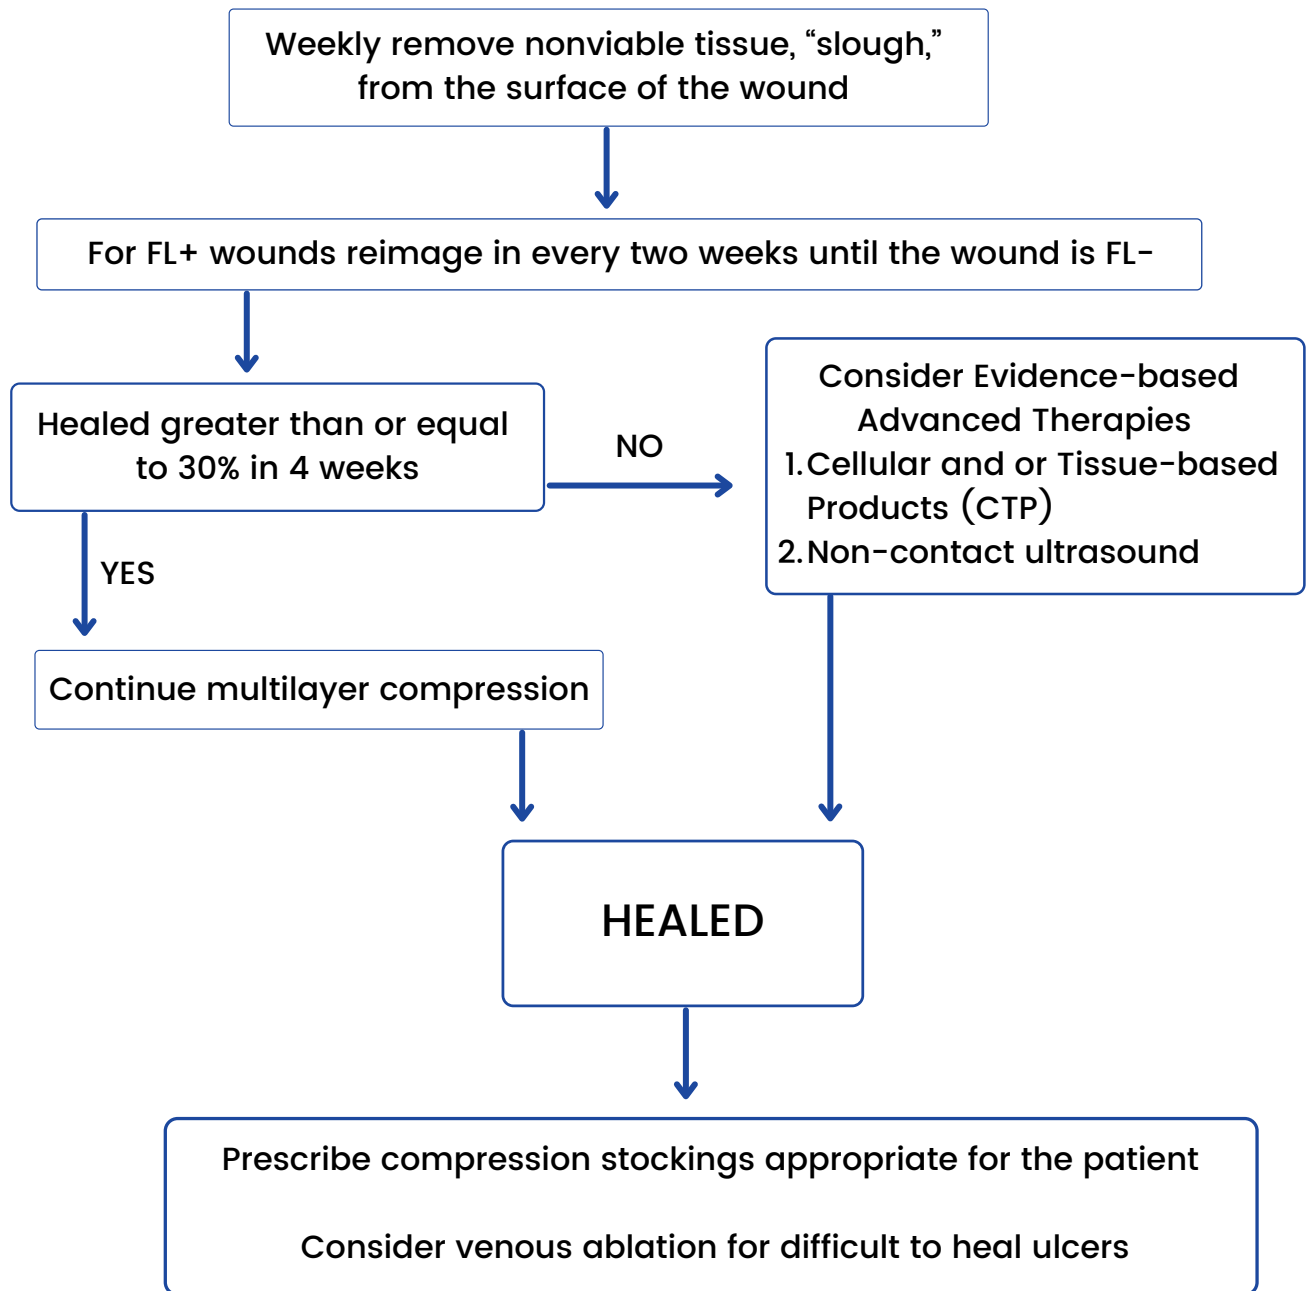 Weekly remove nonviable tissue, “slough,”
from the surface of the wound
For FL+ wounds reimage in every two weeks until the wound is FL-
Healed greater than or equal
to 30% in 4 weeks
NO
Consider Evidence-based
Advanced Therapies
1. Cellular and or Tissue-based
Products (CTP)
2. Non-contact ultrasound
YES
Continue multilayer compression
HEALED
Prescribe compression stockings appropriate for the patient
Consider venous ablation for difficult to heal ulcers